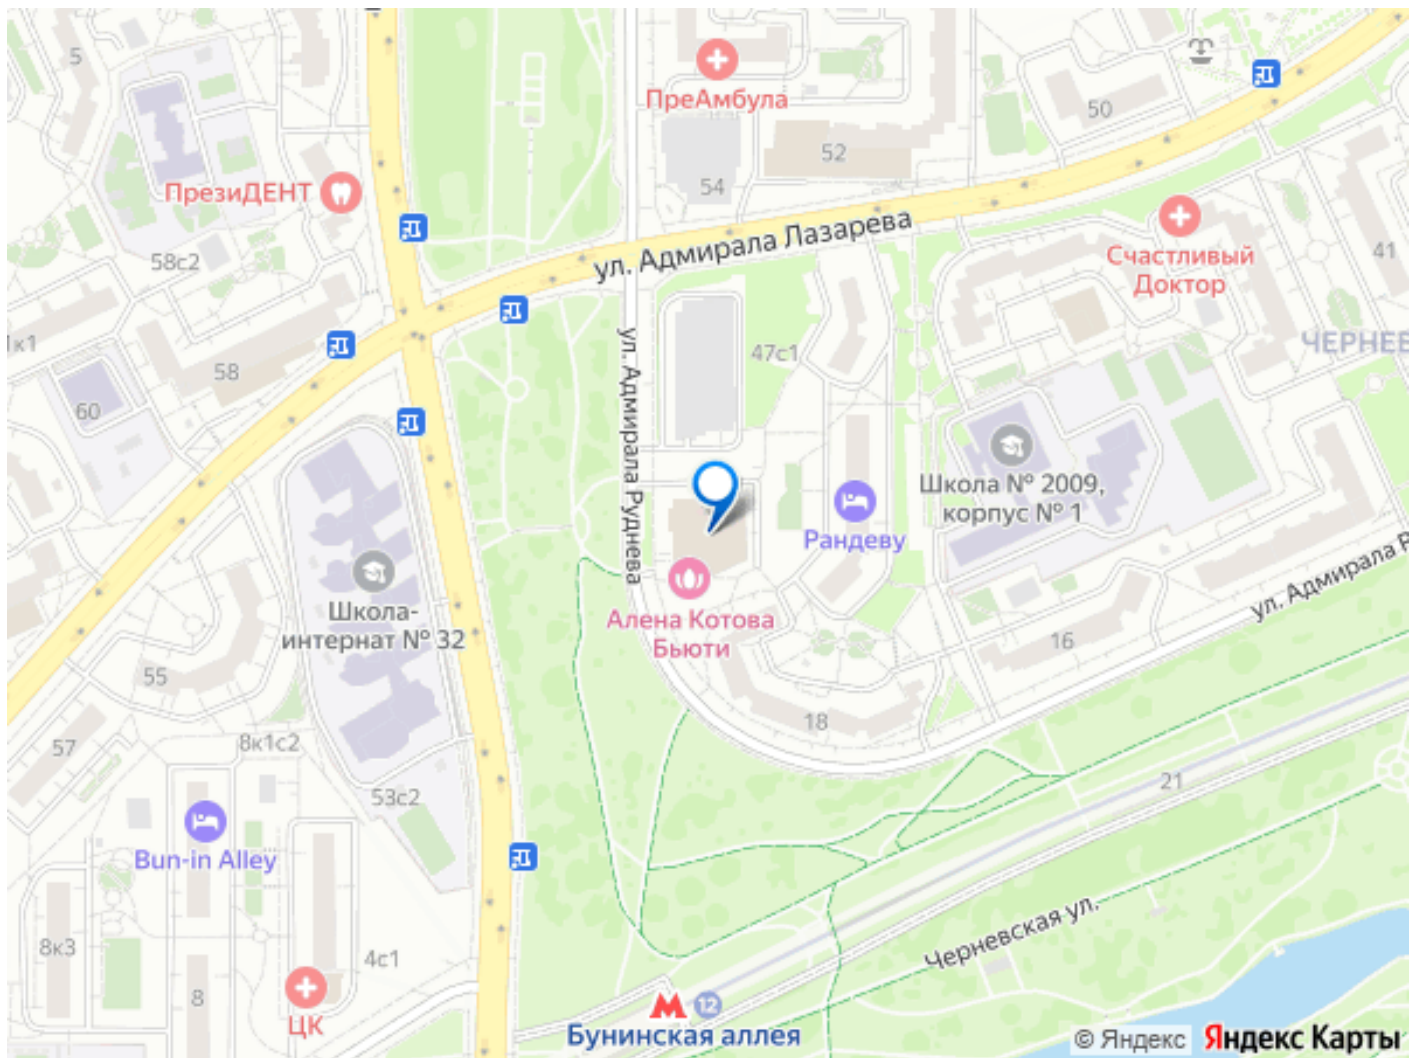 5
ПреАмбула
50
52
54
ПрезиДЕНТ
ул. Адмирала Лазарева
58с2
Счастливый
Доктор
41
1к1
47с1
ЧЕРНЕВ
58
60
ул. Адмирала Руднева
Школа № 2009,
корпус № 1
Рандеву
Школа-
интернат № 32
Алена Котова
Бьюти
ул. Адмирала Р
16
55
18
57
8к1с2
21
53с2
Bun-in Alley
Черневская ул.
8к3
4с1
8
ЦК
М
12
Бунинская аллея
© Яндекс
Яндекс Карты